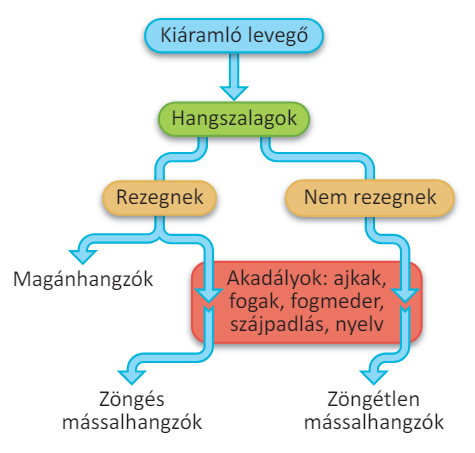 Kiáramló levegő
Hangszalagok
Rezegnek
Nem rezegnek
Magánhangzók
Akadályok: ajkak,
fogak, fogmeder,
szájpadlás, nyelv
Zöngés
mássalhangzók
Zöngétlen
mássalhangzók